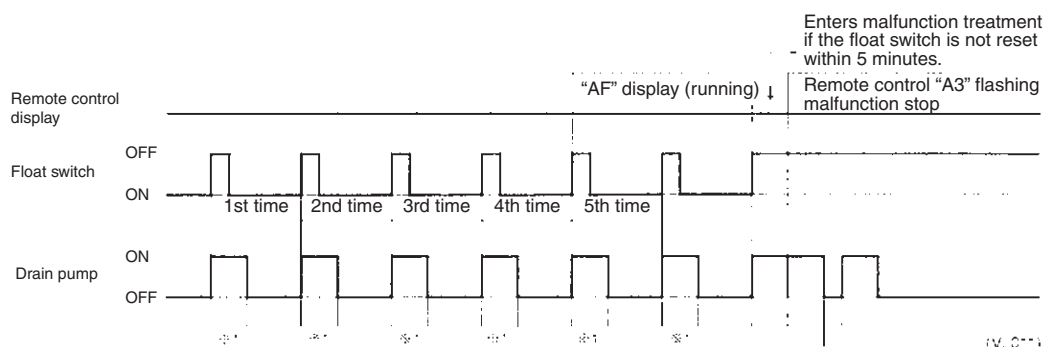 Enters malfunction treatment
if the float switch is not reset
within 5 minutes.
"AF" display (running)
Remote control "A3" flashing
malfunction stop
Remote control
display
OFF
Float switch
ON
1st time
2nd time
3rd time
4th time
5th time
ON
Drain pump
OFF